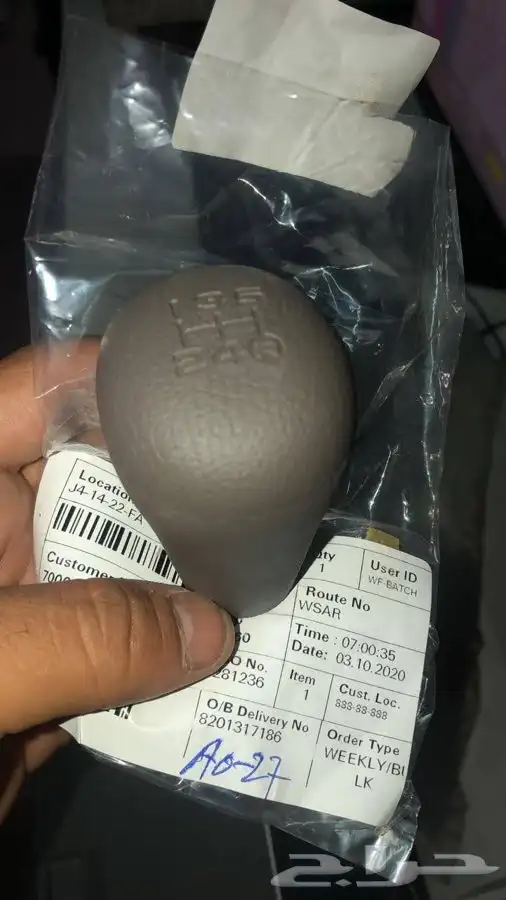 1 3 5
2 4 R
Location
J4-14-22-FA
Customer
Qty
1
User ID
WF-BATCH
Route No
WSAR
Time : 07:00:35
Date: 03.10.2020
O No.
281236
Item
1
Cust. Loc.
888-88-888
O/B Delivery No
8201317186
Order Type
WEEKLY/BU
LK
A0-27
حراج